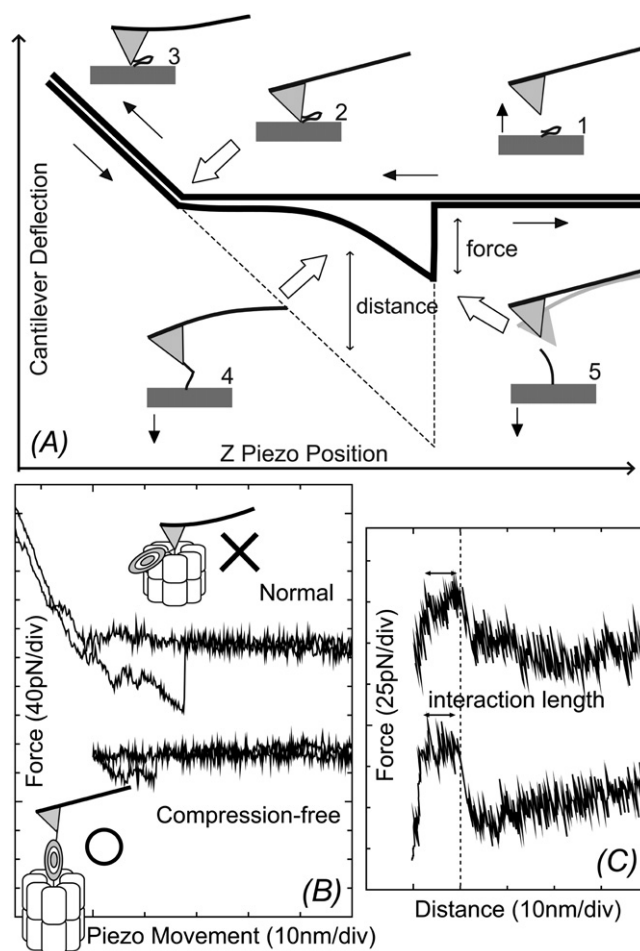 3
2
1
Cantilever Deflection
force
distance
4
5
(A)
Z Piezo Position
Normal
Force (40pN/div)
Compression-free
(B)
Piezo Movement (10nm/div)
Force (25pN/div)
interaction length
(C)
Distance (10nm/div)